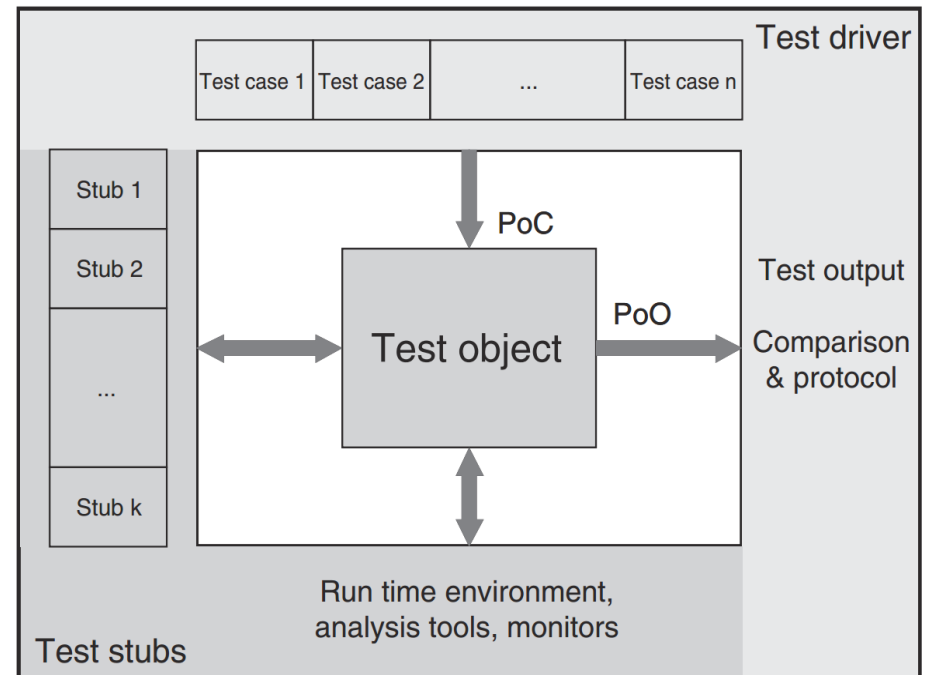 Test driver
Test case 1
Test case 2
...
Test case n
Stub 1
Stub 2
...
Stub k
PoC
Test object
PoO
Test output
Comparison
& protocol
Run time environment,
analysis tools, monitors
Test stubs